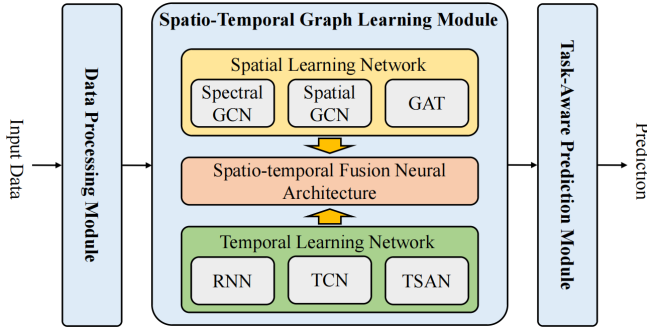 Input Data
Data Processing
Module
Spatio-Temporal Graph Learning Module
Spatial Learning Network
Spectral
GCN
Spatial
GCN
GAT
Spatio-temporal Fusion Neural
Architecture
Temporal Learning Network
RNN
TCN
TSAN
Task-Aware
Prediction Module
Prediction